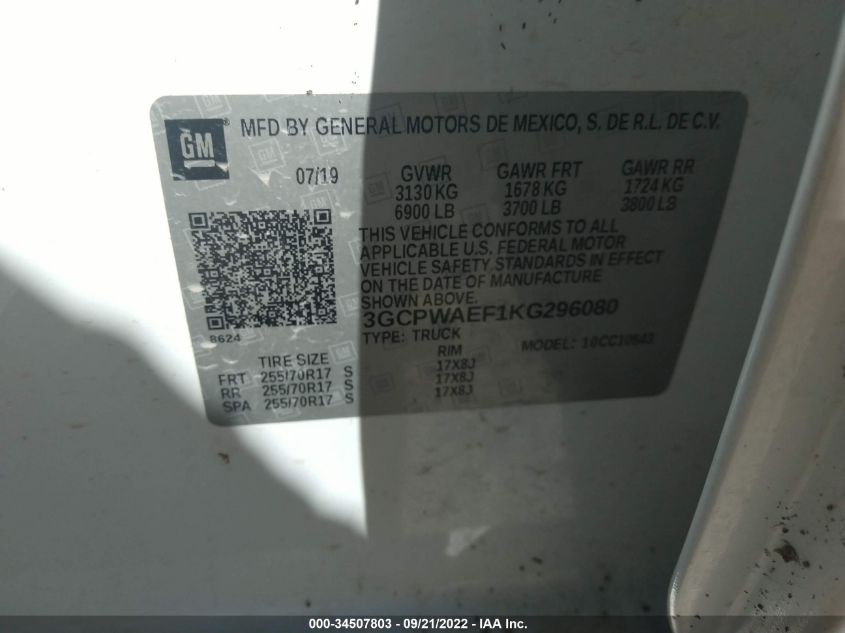 GM
MFD BY GENERAL MOTORS DE MEXICO, S. DE R.L. DE C.V.
07/19
GVWR GAWR FRT GAWR RR
3130 KG 1678 KG 1724 KG
6900 LB 3700 LB 3800 LB
THIS VEHICLE CONFORMS TO ALL
APPLICABLE U.S. FEDERAL MOTOR
VEHICLE SAFETY STANDARDS IN EFFECT
ON THE DATE OF MANUFACTURE
SHOWN ABOVE.
3GCPWAEF1KG296080
TYPE: TRUCK MODEL: 10CC10543
8624
TIRE SIZE RIM
FRT 255/70R17 S 17X8J
RR 255/70R17 S 17X8J
SPA 255/70R17 S 17X8J
000-34507803 - 09/21/2022 - IAA Inc.